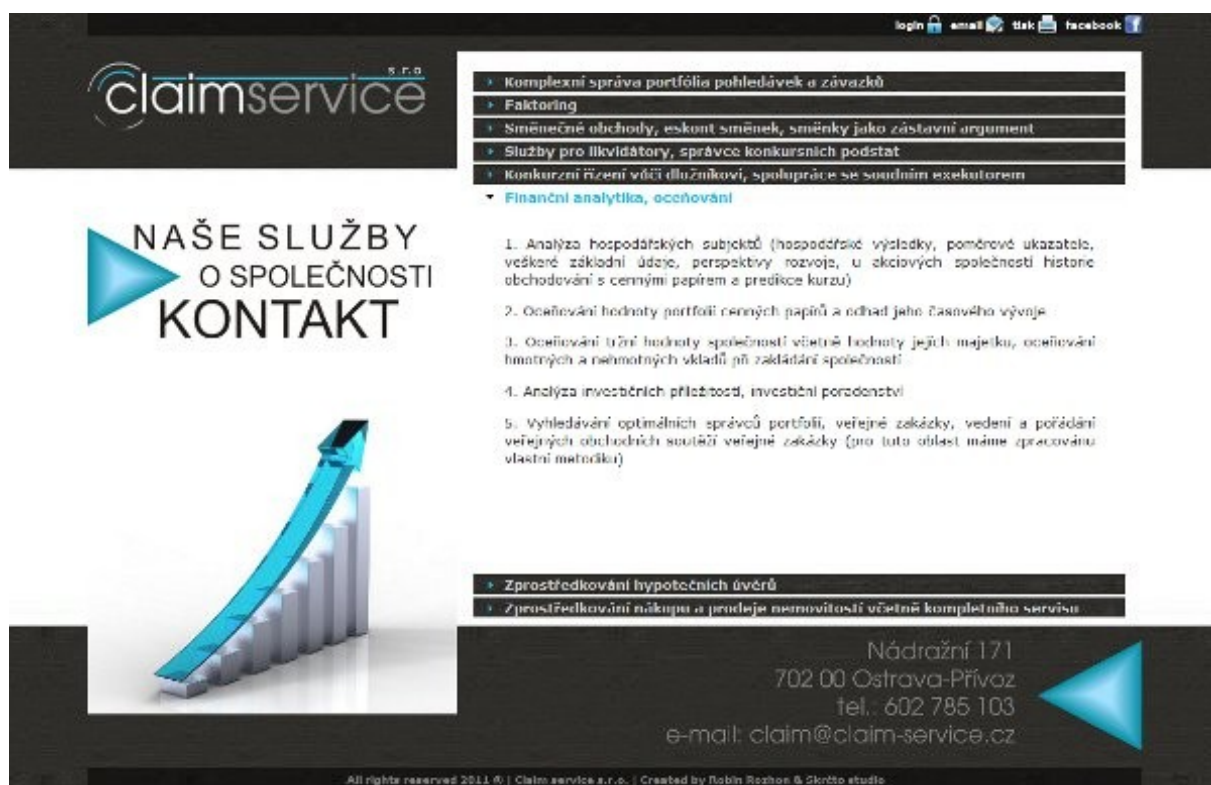 login email tisk facebook
s.r.o
claimservice
Komplexní správa portfólia pohledávek a závazků
Faktoring
Směnečné obchody, eskont směnek, směnky jako zástavní argument
Služby pro likvidátory, správce konkursních podstat
Konkurzní řízení vůči dlužníkovi, spolupráce se soudním exekutorem
Finanční analytika, oceňování
NAŠE SLUŽBY
O SPOLEČNOSTI
KONTAKT
1. Analýza hospodářských subjektů (hospodářské výsledky, poměrové ukazatele,
veškeré základní údaje, perspektivy rozvoje, u akciových společností historie
obchodování s cennými papírem a predikce kurzu)
2. Oceňování hodnoty portfolií cenných papírů a odhad jeho časového vývoje
3. Oceňování tržní hodnoty společností včetně hodnoty jejích majetku, oceňování
hmotných a nehmotných vkladů při zakládání společností
4. Analýza investičních příležitostí, investiční poradenství
5. Vyhledávání optimálních správců portfolií, veřejné zakázky, vedení a pořádání
veřejných obchodních soutěží veřejné zakázky (pro tuto oblast máme zpracovánu
vlastní metodiku)
Zprostředkování hypotečních úvěrů
Zprostředkování nákupu a prodeje nemovitostí včetně kompletního servisu
Nádražní 171
702 00 Ostrava-Přívoz
tel.: 602 785 103
e-mail: claim@claim-service.cz
All rights reserved 2011 © | Claim service s.r.o. | Created by Robin Rozhon & Skrźto studio